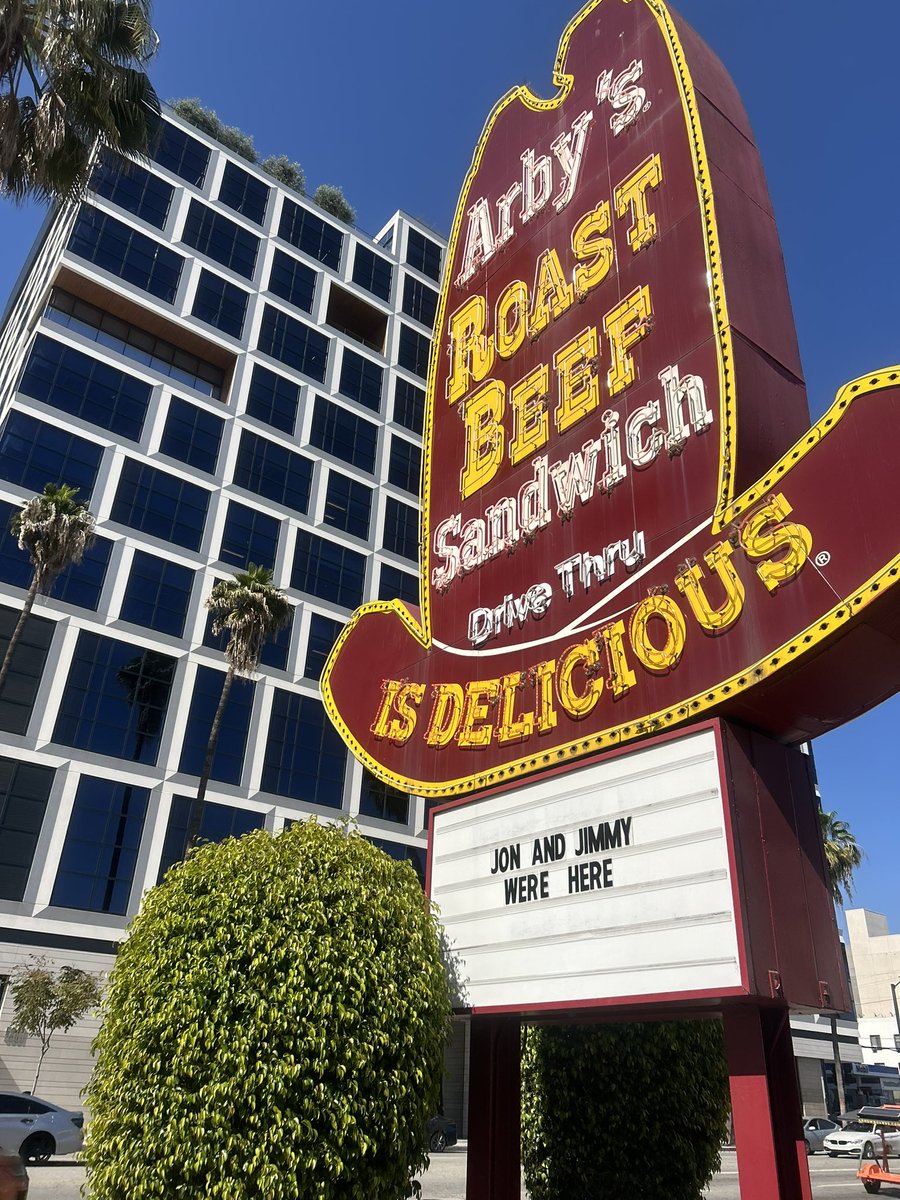 Arby's®
ROAST
BEEF
Sandwich
Drive Thru
IS DELICIOUS®
JON AND JIMMY
WERE HERE